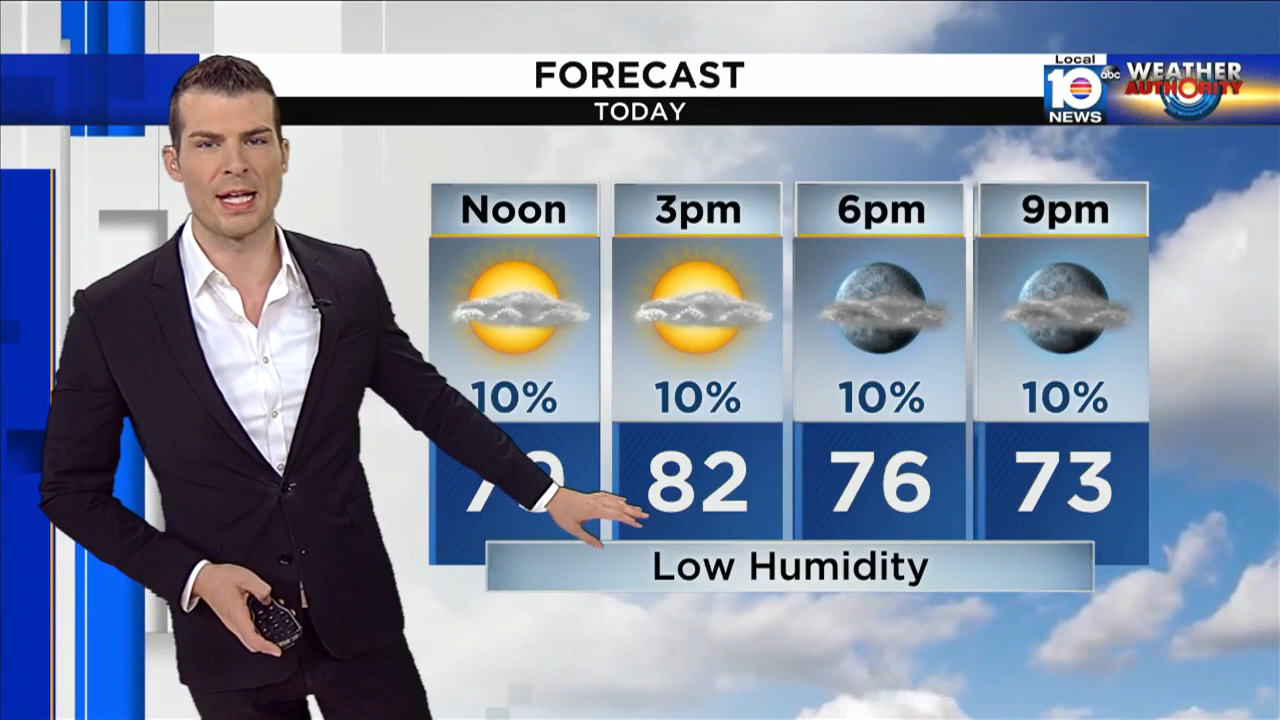 FORECAST
TODAY
Local
10
abc
NEWS
WEATHER
AUTHORITY
Noon 3pm 6pm 9pm
10% 10% 10% 10%
82 76 73
Low Humidity